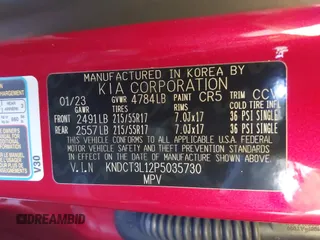 MANUFACTURED IN KOREA BY
KIA CORPORATION
01/23 GVWR 4784LB PAINT CR5 TRIM CCV
GAWR TIRES RIMS COLD TIRE INFLATION
FRONT 2491LB 215/55R17 7.0Jx17 36 PSI SINGLE
REAR 2557LB 215/55R17 7.0Jx17 36 PSI SINGLE
THIS VEHICLE CONFORMS TO ALL APPLICABLE U.S.A FEDERAL
MOTOR VEHICLE SAFETY AND THEFT PREVENTION STANDARDS
IN EFFECT ON THE DATE OF MANUFACTURE SHOWN ABOVE.
V.I.N KNDCT3L12P5035730
MPV
V30
DREAMBID